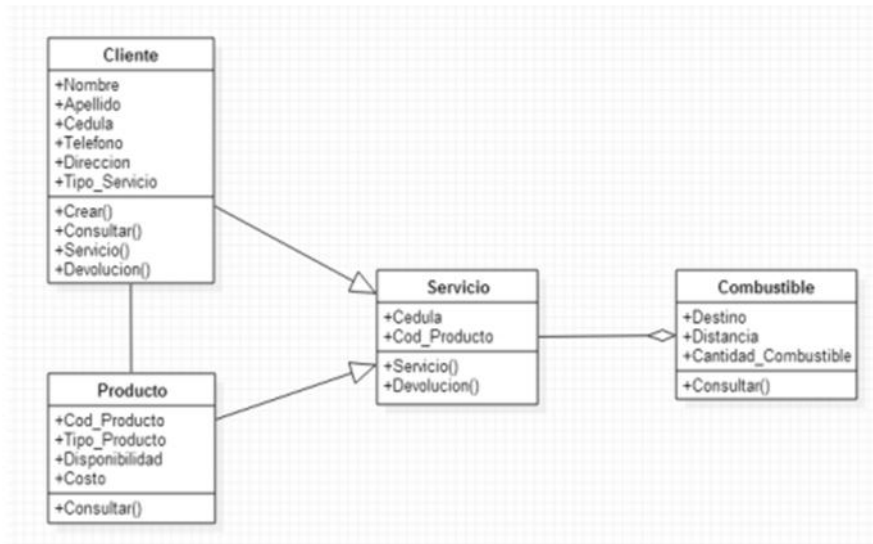 Cliente
+Nombre
+Apellido
+Cedula
+Telefono
+Direccion
+Tipo_Servicio
+Crear()
+Consultar()
+Servicio()
+Devolucion()
Producto
+Cod_Producto
+Tipo_Producto
+Disponibilidad
+Costo
+Consultar()
Servicio
+Cedula
+Cod_Producto
+Servicio()
+Devolucion()
Combustible
+Destino
+Distancia
+Cantidad_Combustible
+Consultar()